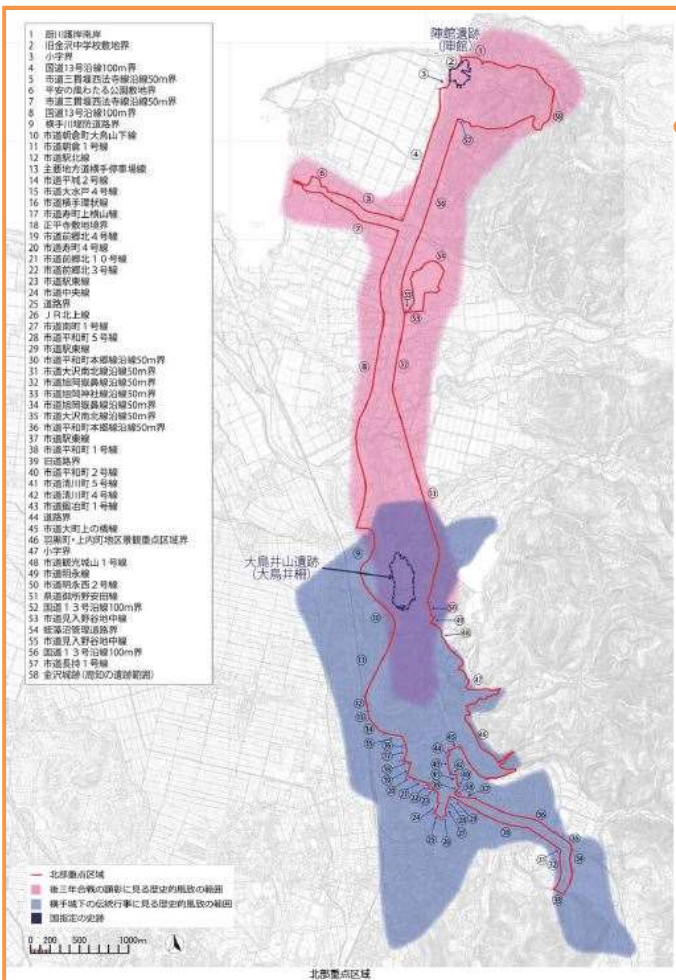 1 厨川護岸南岸
2 旧金沢中学校敷地界
3 小字界
4 国道13号沿線100m界
5 市道三貫堰西法寺線沿線50m界
6 平安の風わたる公園敷地界
7 市道三貫堰西法寺線沿線50m界
8 国道13号沿線100m界
9 横手川堤防道路界
10 市道朝倉町大鳥山下線
11 市道朝倉1号線
12 市道駅北線
13 主要地方道横手停車場線
14 市道平城2号線
15 市道大水戸4号線
16 市道横手環状線
17 市道寿町上横山線
18 正平寺敷地境界
19 市道前郷北4号線
20 市道寿町4号線
21 市道前郷北10号線
22 市道前郷北3号線
23 市道駅東線
24 市道中央線
25 道路界
26 JR北上線
27 市道南町1号線
28 市道平和町5号線
29 市道駅東線
30 市道平和町本郷線沿線50m界
31 市道大沢南北線沿線50m界
32 市道旭岡嶽鼻線沿線50m界
33 市道旭岡神社線沿線50m界
34 市道旭岡嶽鼻線沿線50m界
35 市道大沢南北線沿線50m界
36 市道平和町本郷線沿線50m界
37 市道駅東線
38 市道平和町1号線
39 旧道路界
40 市道平和町2号線
41 市道清川町5号線
42 市道清川町4号線
43 市道鍛冶町1号線
44 道路界
45 市道大町上の橋線
46 羽黒町・上内町地区景観重点区域界
47 小字界
48 市道観光城山1号線
49 市道明永線
50 市道明永西2号線
51 県道御所野安田線
52 国道13号沿線100m界
53 市道見入野谷地中線
54 蛭藻沼管理道路界
55 市道見入野谷地中線
56 国道13号沿線100m界
57 市道長持1号線
58 金沢城跡(周知の遺跡範囲)
陣館遺跡
(陣館)
大鳥井山遺跡
(大鳥井柵)
北部重点区域
後三年合戦の顕彰に見る歴史的風致の範囲
横手城下の伝統行事に見る歴史的風致の範囲
国指定の史跡
0 200 500 1000m
北部重点区域